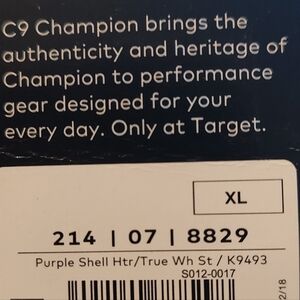 C9 Champion brings the
authenticity and heritage of
Champion to performance
gear designed for your
every day. Only at Target.
XL
214 | 07 | 8829
Purple Shell Htr/True Wh St / K9493
S012-0017
2/18